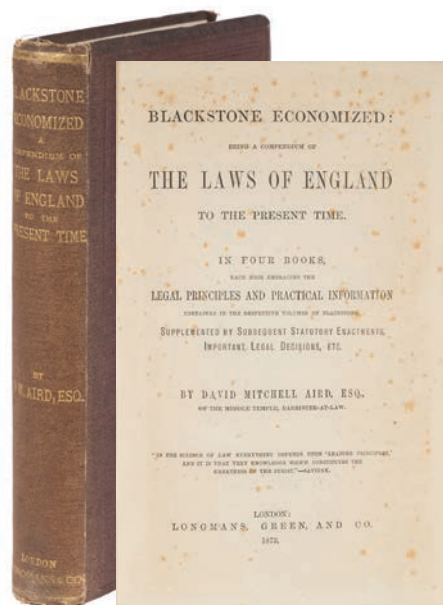 BLACKSTONE
ECONOMIZED
A
COMPENDIUM OF
THE LAWS
OF ENGLAND
TO THE
PRESENT TIME
BY
D. M. AIRD, ESQ.
LONDON
LONGMANS & CO.
BLACKSTONE ECONOMIZED:
BEING A COMPENDIUM OF
THE LAWS OF ENGLAND
TO THE PRESENT TIME.
IN FOUR BOOKS,
EACH BOOK EMBRACING THE
LEGAL PRINCIPLES AND PRACTICAL INFORMATION
CONTAINED IN THE RESPECTIVE VOLUMES OF BLACKSTONE,
SUPPLEMENTED BY SUBSEQUENT STATUTORY ENACTMENTS,
IMPORTANT LEGAL DECISIONS, ETC.
BY DAVID MITCHELL AIRD, ESQ.,
OF THE MIDDLE TEMPLE, BARRISTER-AT-LAW.
"IN THE SCIENCE OF LAW EVERYTHING DEPENDS UPON 'LEADING PRINCIPLES,'
AND IT IS THAT VERY KNOWLEDGE WHICH CONSTITUTES THE
GREATNESS OF THE JURIST."—SAVIGNY.
LONDON:
LONGMANS, GREEN, AND CO.
1873.